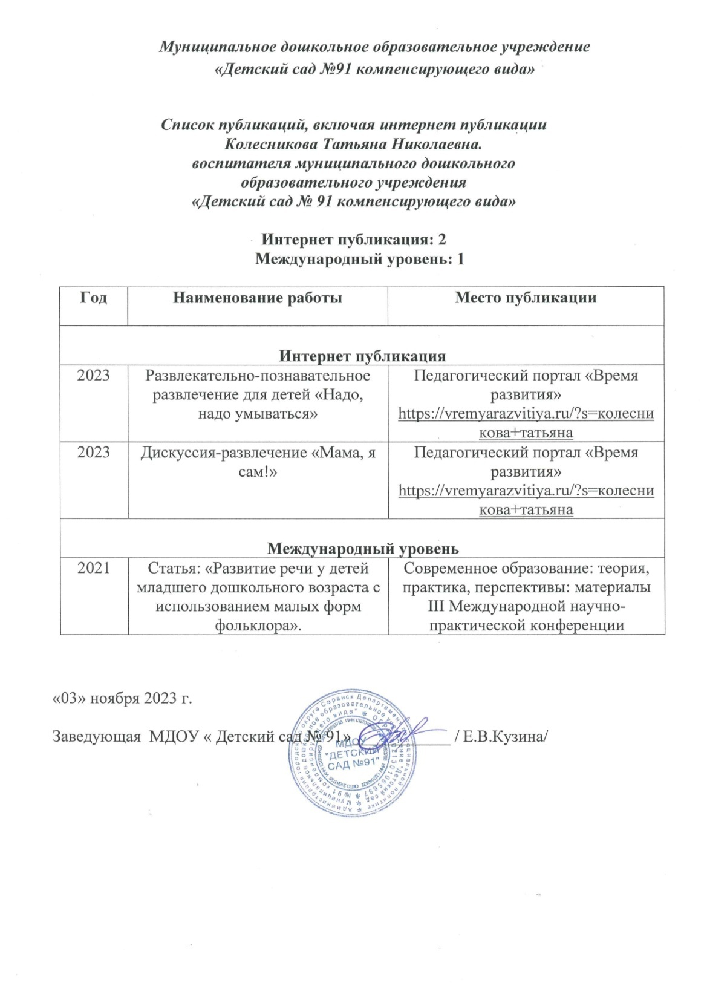 Муниципальное дошкольное образовательное учреждение
«Детский сад №91 компенсирующего вида»
Список публикаций, включая интернет публикации
Колесникова Татьяна Николаевна.
воспитателя муниципального дошкольного
образовательного учреждения
«Детский сад № 91 компенсирующего вида»
Интернет публикация: 2
Международный уровень: 1
Год Наименование работы Место публикации
Интернет публикация
2023
Развлекательно-познавательное
развлечение для детей «Надо,
надо умываться»
Педагогический портал «Время
развития»
https://vremyarazvitiya.ru/?s=колесни
кова+татьяна
2023
Дискуссия-развлечение «Мама, я
сам!»
Педагогический портал «Время
развития»
https://vremyarazvitiya.ru/?s=колесни
кова+татьяна
Международный уровень
2021
Статья: «Развитие речи у детей
младшего дошкольного возраста с
использованием малых форм
фольклора».
Современное образование: теория,
практика, перспективы: материалы
III Международной научно-
практической конференции
«03» ноября 2023 г.
Заведующая МДОУ « Детский сад № 91» / Е.В.Кузина/
МДОУ
"ДЕТСКИЙ
САД №91"